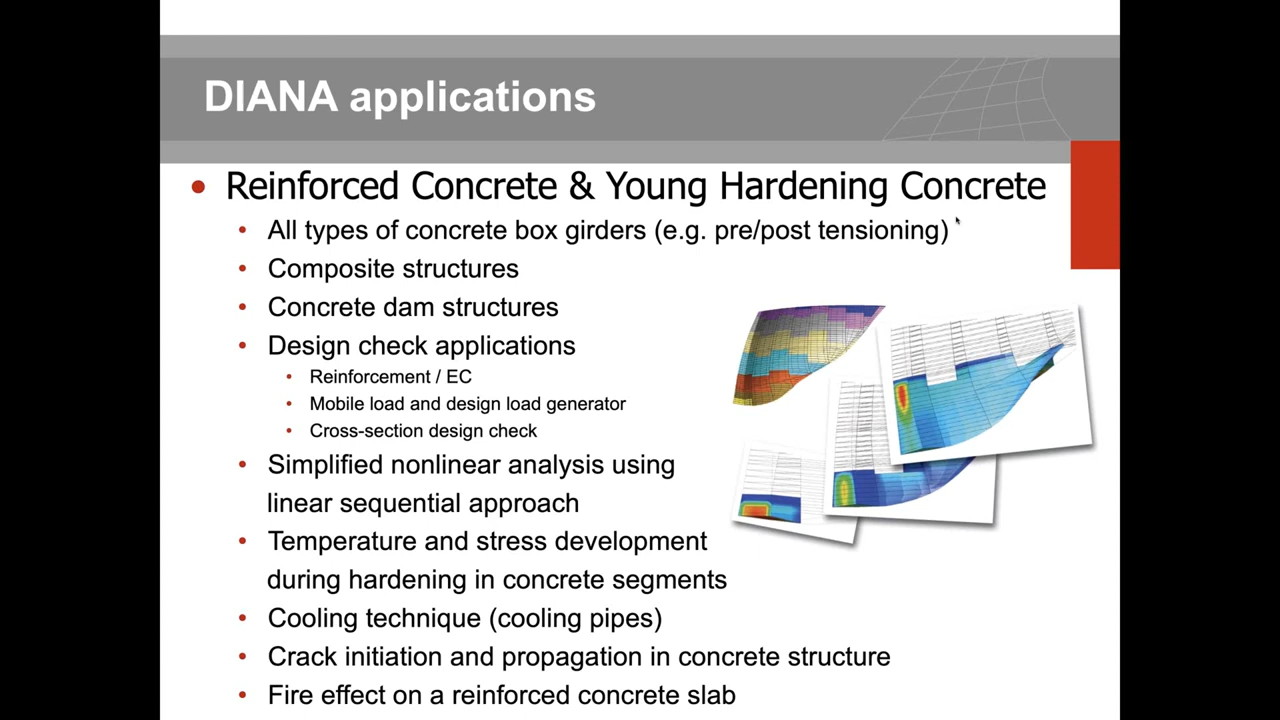 DIANA applications
• Reinforced Concrete & Young Hardening Concrete
• All types of concrete box girders (e.g. pre/post tensioning)
• Composite structures
• Concrete dam structures
• Design check applications
• Reinforcement / EC
• Mobile load and design load generator
• Cross-section design check
• Simplified nonlinear analysis using
linear sequential approach
• Temperature and stress development
during hardening in concrete segments
• Cooling technique (cooling pipes)
• Crack initiation and propagation in concrete structure
• Fire effect on a reinforced concrete slab